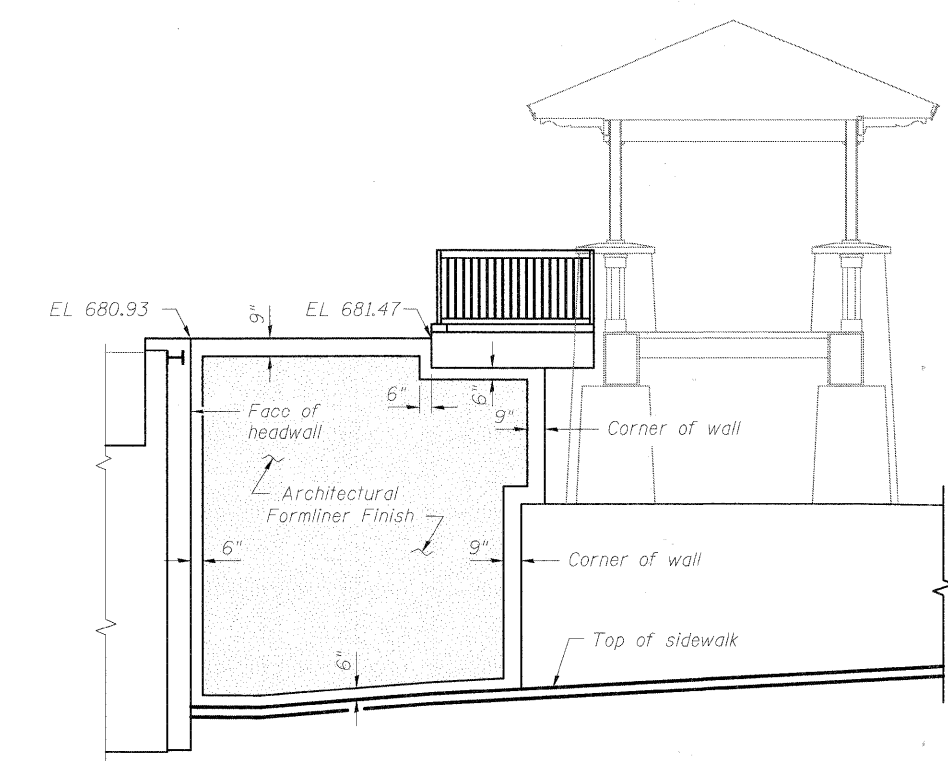 EL 680.93
EL 681.47
9"
6"
6"
9"
Face of
headwall
Corner of wall
Architectural
Formliner Finish
6"
9"
Corner of wall
Top of sidewalk
6"